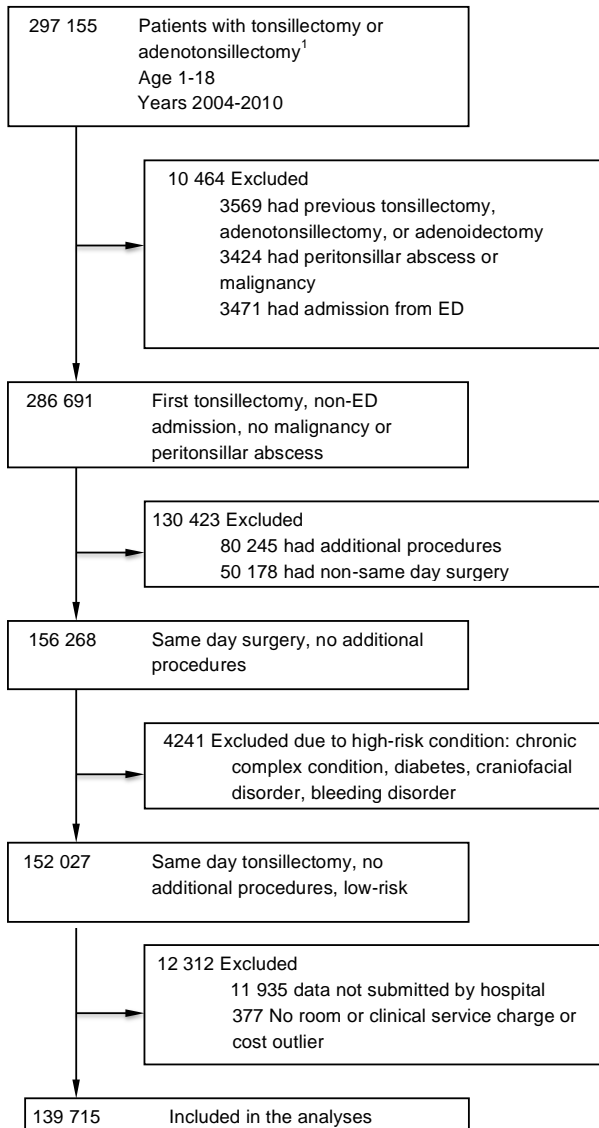 297 155 Patients with tonsillectomy or
adenotonsillectomy1
Age 1-18
Years 2004-2010
10 464 Excluded
3569 had previous tonsillectomy,
adenotonsillectomy, or adenoidectomy
3424 had peritonsillar abscess or
malignancy
3471 had admission from ED
286 691 First tonsillectomy, non-ED
admission, no malignancy or
peritonsillar abscess
130 423 Excluded
80 245 had additional procedures
50 178 had non-same day surgery
156 268 Same day surgery, no additional
procedures
4241 Excluded due to high-risk condition: chronic
complex condition, diabetes, craniofacial
disorder, bleeding disorder
152 027 Same day tonsillectomy, no
additional procedures, low-risk
12 312 Excluded
11 935 data not submitted by hospital
377 No room or clinical service charge or
cost outlier
139 715 Included in the analyses